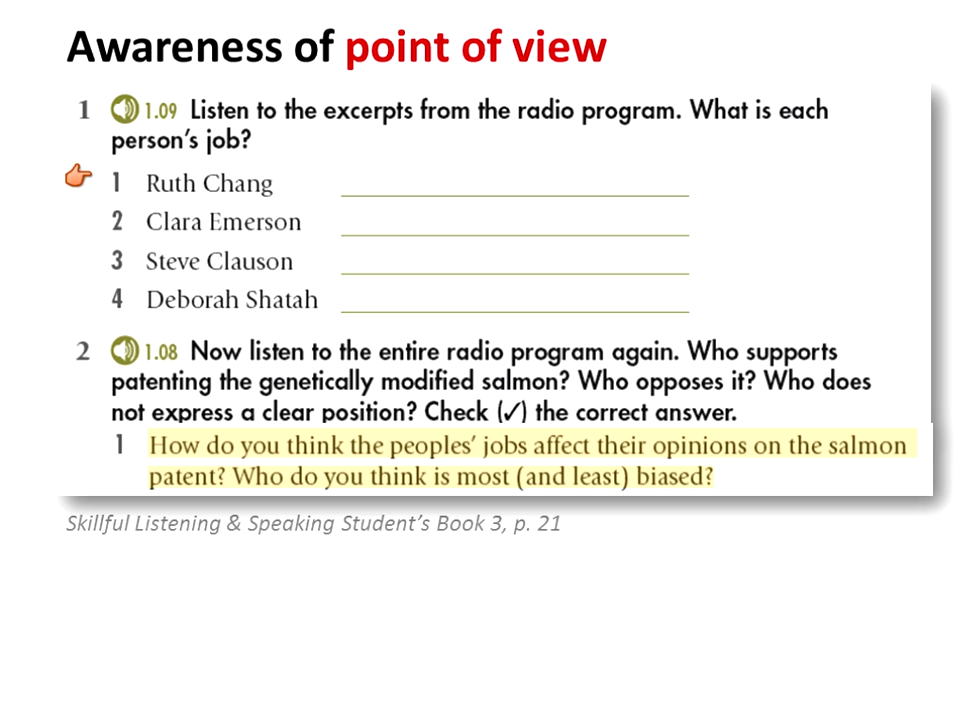 Awareness of point of view
1 1.09 Listen to the excerpts from the radio program. What is each
person's job?
1 Ruth Chang
2 Clara Emerson
3 Steve Clauson
4 Deborah Shatah
2 1.08 Now listen to the entire radio program again. Who supports
patenting the genetically modified salmon? Who opposes it? Who does
not express a clear position? Check (✓) the correct answer.
1 How do you think the peoples' jobs affect their opinions on the salmon
patent? Who do you think is most (and least) biased?
Skillful Listening & Speaking Student's Book 3, p. 21